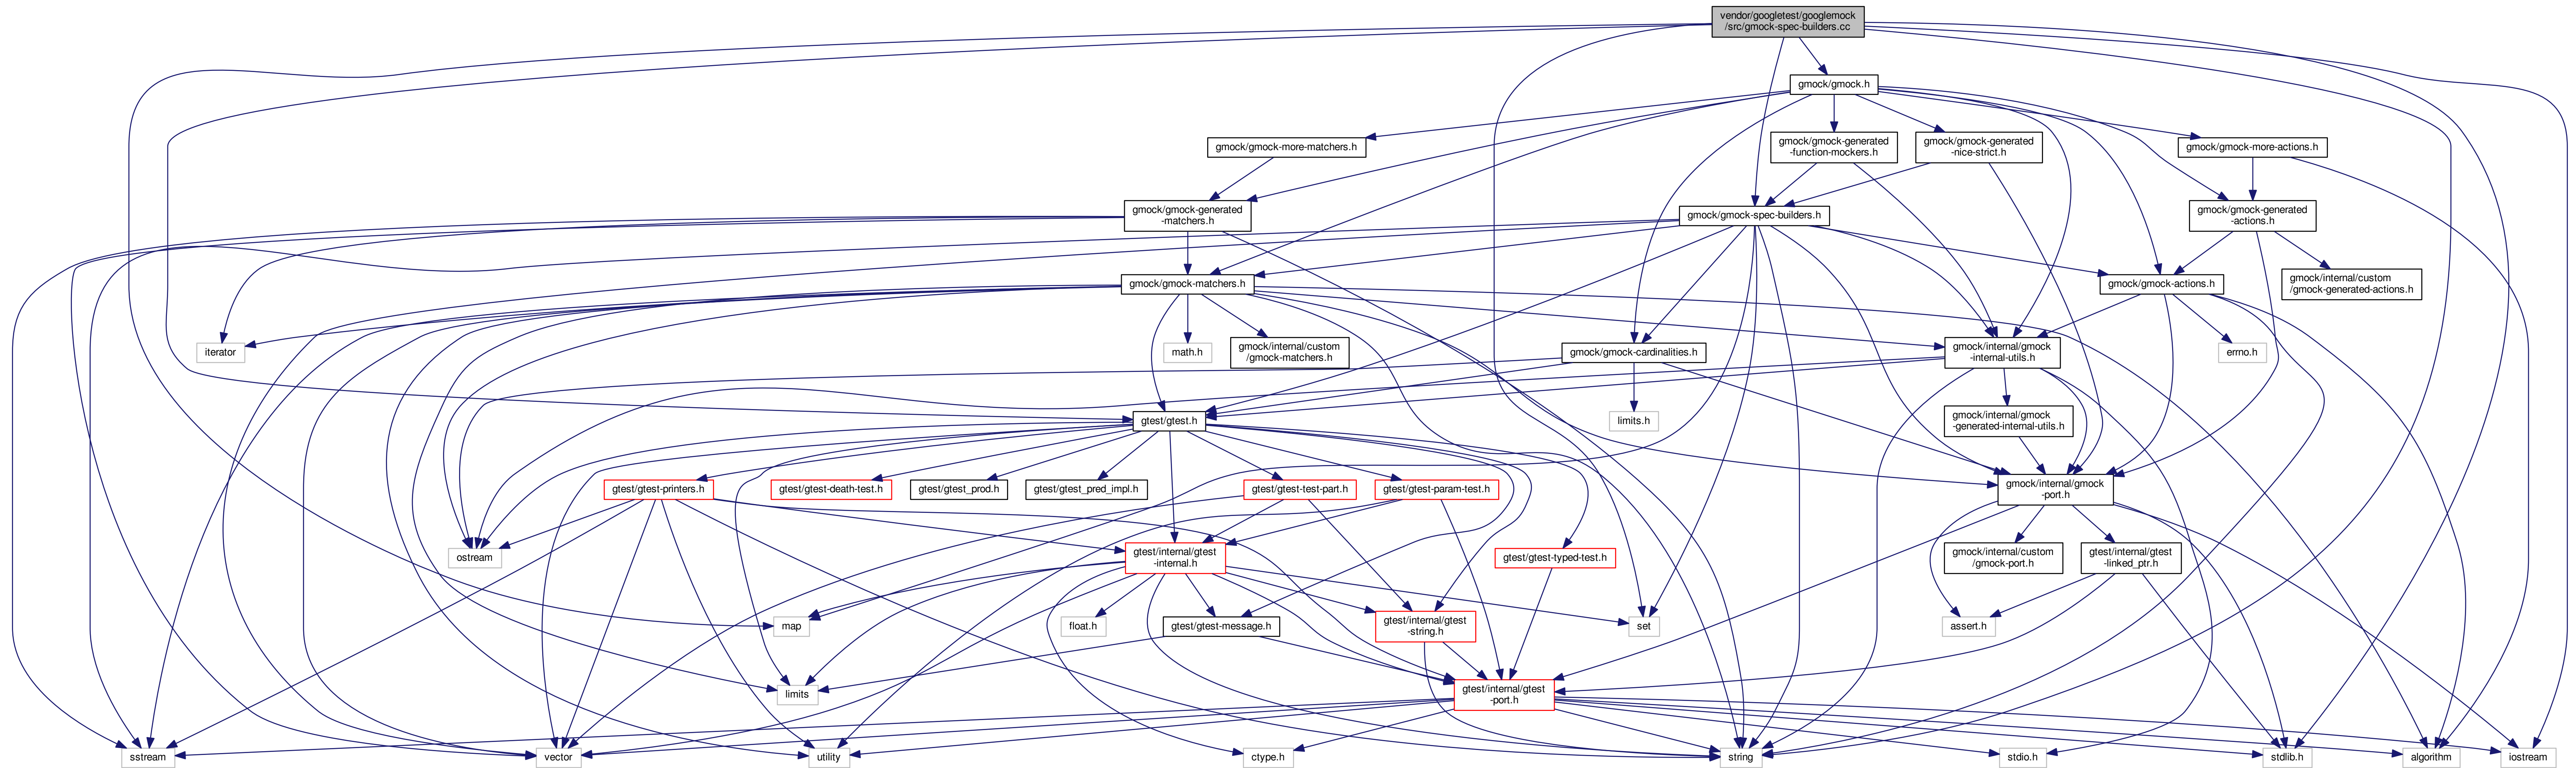 vendor/googletest/googlemock
/src/gmock-spec-builders.cc
gmock/gmock.h
gmock/gmock-more-matchers.h
gmock/gmock-generated
-function-mockers.h
gmock/gmock-generated
-nice-strict.h
gmock/gmock-more-actions.h
gmock/gmock-generated
-matchers.h
gmock/gmock-spec-builders.h
gmock/gmock-generated
-actions.h
gmock/gmock-matchers.h
gmock/gmock-actions.h
gmock/internal/custom
/gmock-generated-actions.h
iterator
math.h
gmock/internal/custom
/gmock-matchers.h
gmock/gmock-cardinalities.h
gmock/internal/gmock
-internal-utils.h
errno.h
gtest/gtest.h
limits.h
gmock/internal/gmock
-generated-internal-utils.h
gtest/gtest-printers.h
gtest/gtest-death-test.h
gtest/gtest_prod.h
gtest/gtest_pred_impl.h
gtest/gtest-test-part.h
gtest/gtest-param-test.h
gmock/internal/gmock
-port.h
ostream
gtest/internal/gtest
-internal.h
gtest/gtest-typed-test.h
gmock/internal/custom
/gmock-port.h
gtest/internal/gtest
-linked_ptr.h
map
float.h
gtest/gtest-message.h
gtest/internal/gtest
-string.h
set
assert.h
limits
gtest/internal/gtest
-port.h
sstream
vector
utility
ctype.h
string
stdio.h
stdlib.h
algorithm
iostream